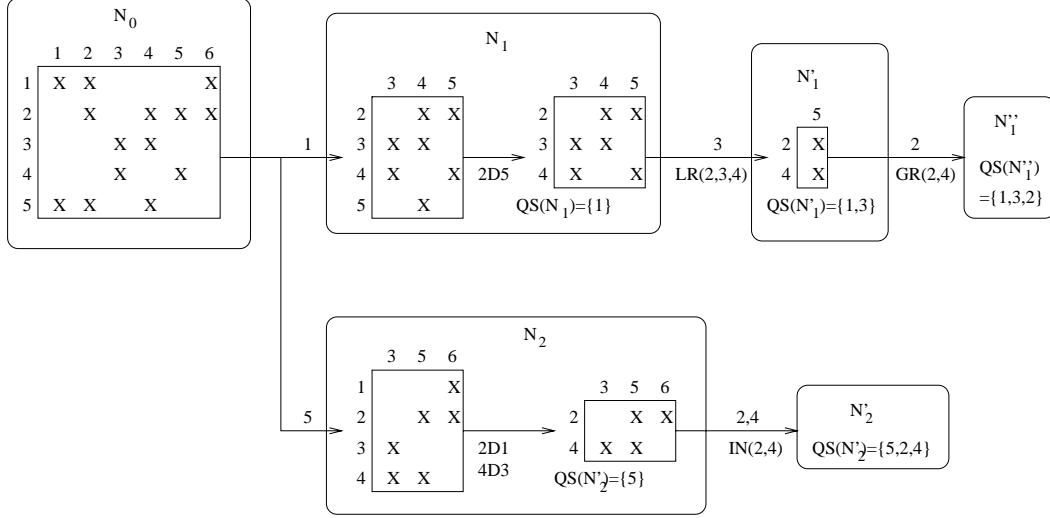 N0
1 2 3 4 5 6
1 X X X
2 X X X X
3 X X
4 X X
5 X X X
1
N1
3 4 5
2 X X
3 X X
4 X X
5 X
2D5
3 4 5
2 X X
3 X X
4 X X
QS(N1)={1}
3
LR(2,3,4)
N'1
5
2 X
4 X
QS(N'1)={1,3}
2
GR(2,4)
N''1
QS(N''1)
={1,3,2}
5
N2
3 5 6
1 X
2 X X
3 X
4 X X
2D1
4D3
3 5 6
2 X X
4 X X
QS(N'2)={5}
2,4
IN(2,4)
N'2
QS(N'2)={5,2,4}